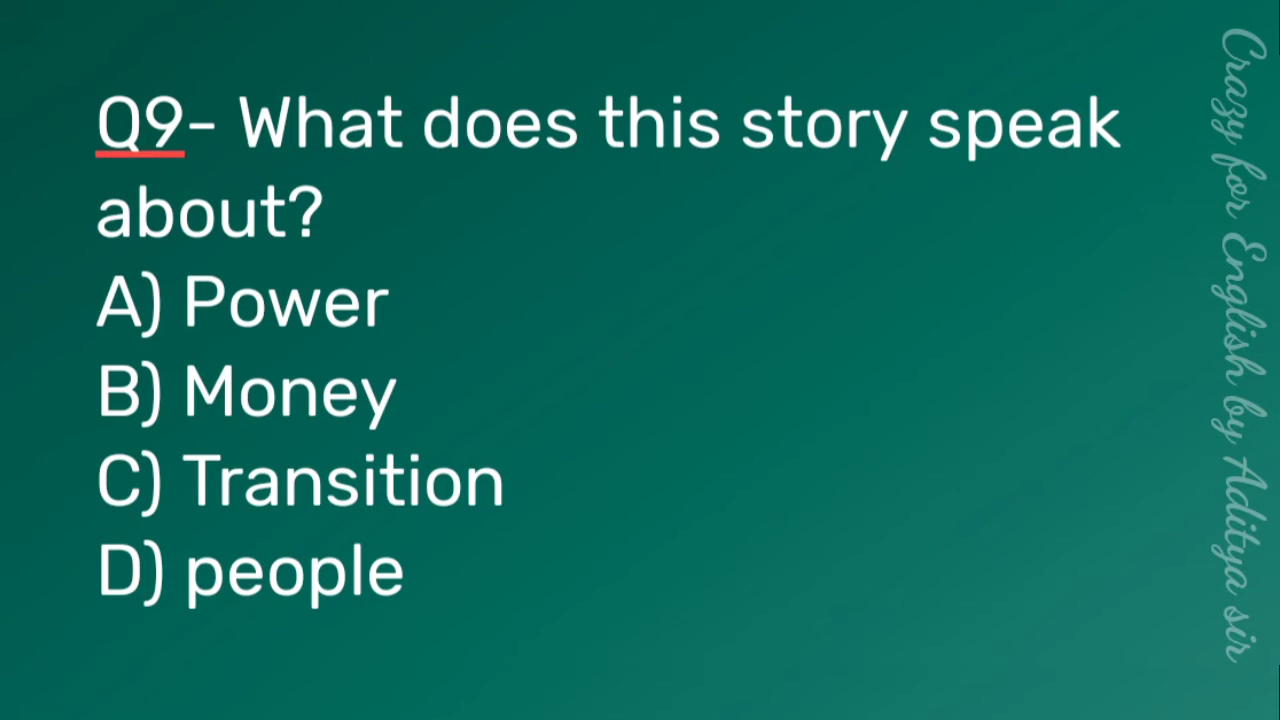 Q9- What does this story speak
about?
A) Power
B) Money
C) Transition
D) people
Crazy for English by Aditya sir